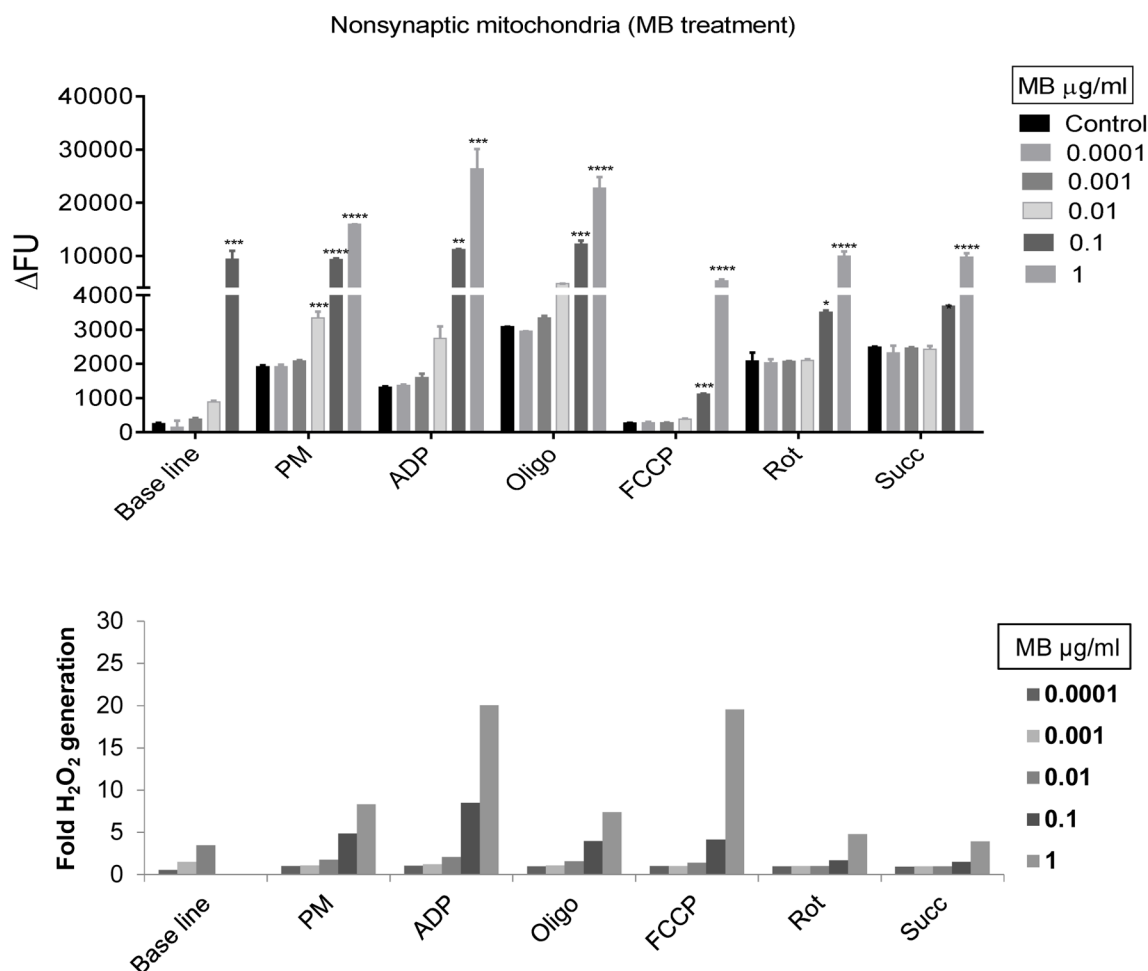 Nonsynaptic mitochondria (MB treatment)
MB μg/ml
Control
0.0001
0.001
0.01
0.1
1
ΔFU
40000
30000
20000
10000
4000
3000
2000
1000
0
***
***
****
****
**
***
***
****
***
****
*
****
*
****
Base line
PM
ADP
Oligo
FCCP
Rot
Succ
Fold H₂O₂ generation
30
25
20
15
10
5
0
MB µg/ml
0.0001
0.001
0.01
0.1
1
Base line
PM
ADP
Oligo
FCCP
Rot
Succ